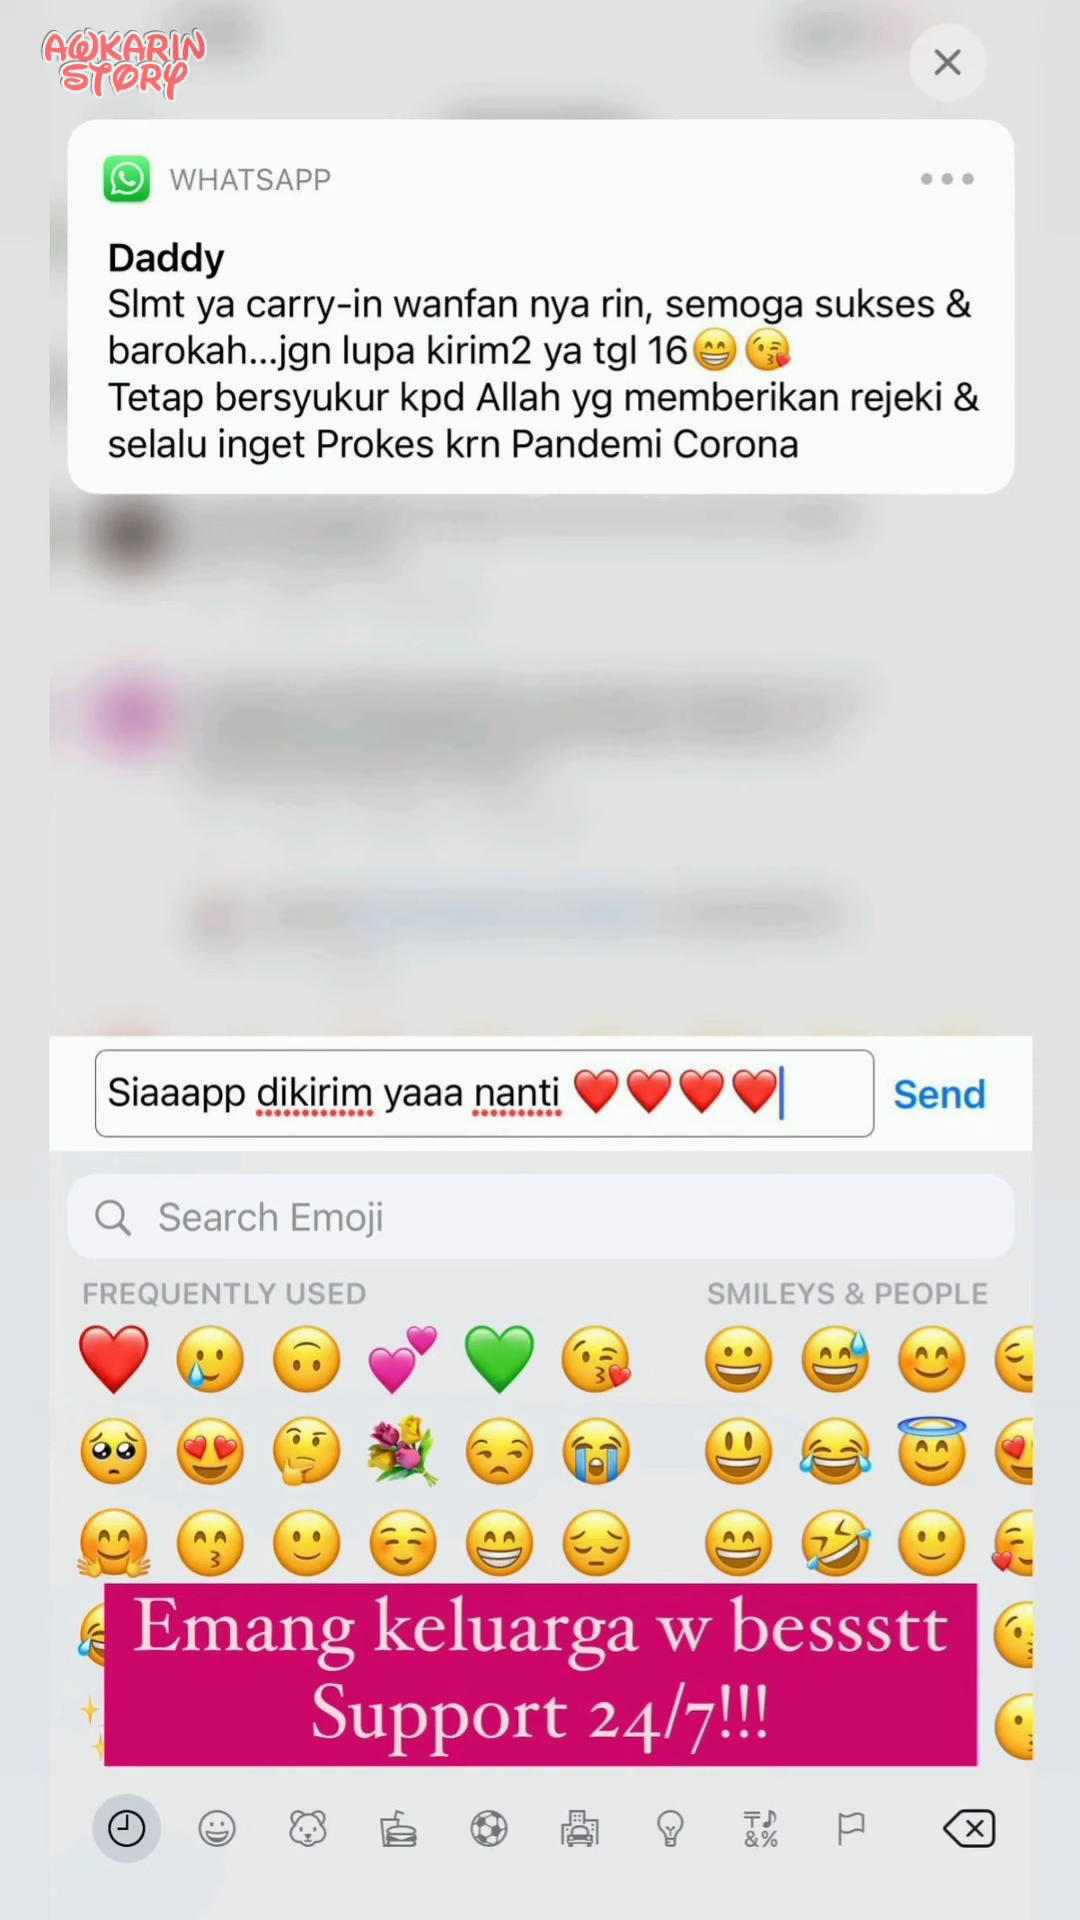 AWKARIN
STORY
WHATSAPP
Daddy
Slmt ya carry-in wanfan nya rin, semoga sukses &
barokah...jgn lupa kirim2 ya tgl 16😁😘
Tetap bersyukur kpd Allah yg memberikan rejeki &
selalu inget Prokes krn Pandemi Corona
Siaaapp dikirim yaaa nanti ❤️❤️❤️❤️
Send
Search Emoji
FREQUENTLY USED
SMILEYS & PEOPLE
Emang keluarga w bessstt
Support 24/7!!!